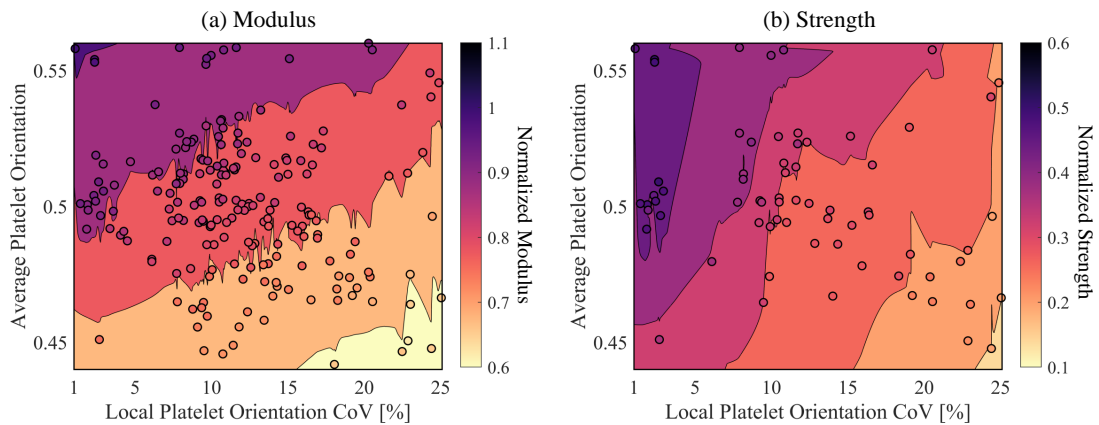 (a) Modulus
Average Platelet Orientation
0.55
0.5
0.45
1 5 10 15 20 25
Local Platelet Orientation CoV [%]
1.1
1
0.9
0.8
0.7
0.6
Normalized Modulus
(b) Strength
Average Platelet Orientation
0.55
0.5
0.45
1 5 10 15 20 25
Local Platelet Orientation CoV [%]
0.6
0.5
0.4
0.3
0.2
0.1
Normalized Strength